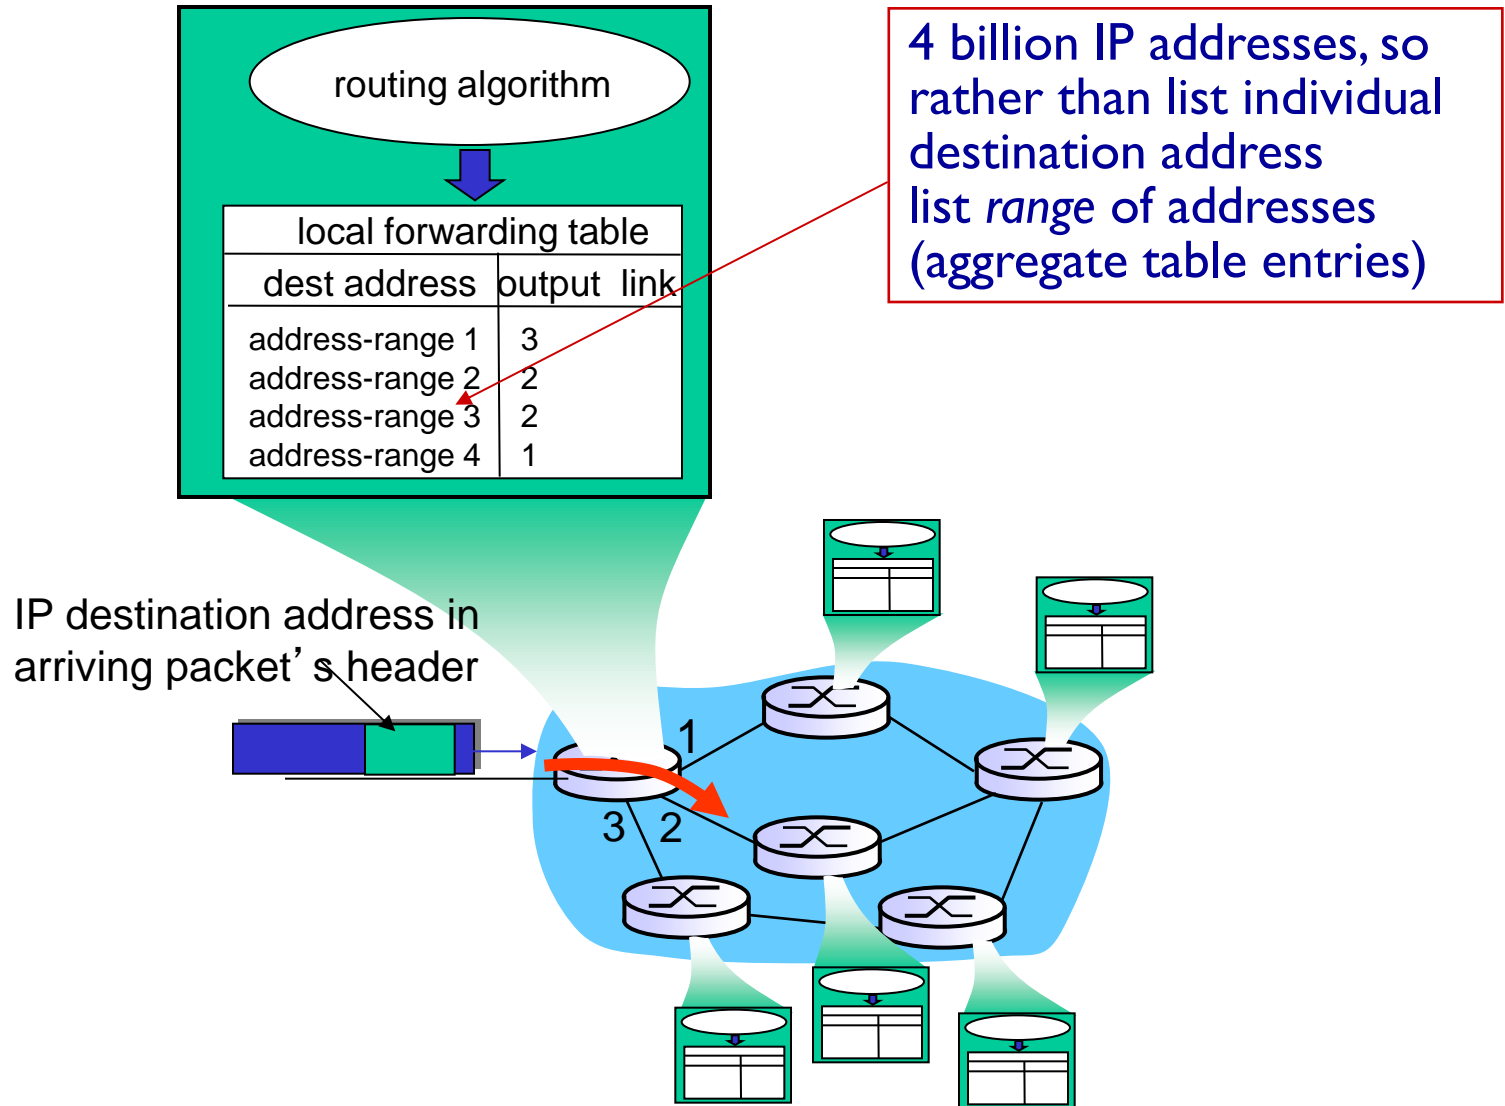 routing algorithm
local forwarding table
dest address output link
address-range 1 3
address-range 2 2
address-range 3 2
address-range 4 1
4 billion IP addresses, so
rather than list individual
destination address
list range of addresses
(aggregate table entries)
IP destination address in
arriving packet’s header
1
3 2